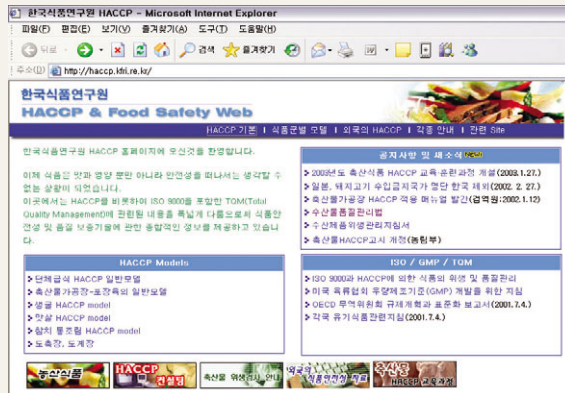 한국식품연구원 HACCP - Microsoft Internet Explorer
파일(F) 편집(E) 보기(V) 즐겨찾기(A) 도구(T) 도움말(H)
뒤로 검색 즐겨찾기
주소(D) http://haccp.kfri.re.kr/
한국식품연구원
HACCP & Food Safety Web
HACCP 기본 | 식품군별 모델 | 외국의 HACCP | 각종 안내 | 관련 Site
한국식품연구원 HACCP 홈페이지에 오신것을 환영합니다.
이제 식품은 맛과 영양 뿐만 아니라 안전성을 떠나서는 생각할 수
없는 상황이 되었습니다.
이곳에서는 HACCP를 비롯하여 ISO 9000을 포함한 TQM(Total
Quality Management)에 관련된 내용을 폭넓게 다룸으로써 식품안
전성 및 품질 보증기술에 관한 종합적인 정보를 제공하고 있습니
다.
공지사항 및 새소식
2003년도 축산식품 HACCP 교육·훈련과정 개설(2003.1.27.)
일본, 돼지고기 수입금지국가 명단 한국 제외(2002. 2. 27.)
축산물가공장 HACCP 적용 메뉴얼 발간(검역원:2002.1.12)
수산물품질관리법
수산제품위생관리지침서
축산물HACCP고시 개정(농림부)
HACCP Models
단체급식 HACCP 일반모델
축산물가공장-포장육의 일반모델
생굴 HACCP model
맛살 HACCP model
참치 통조림 HACCP model
도축장, 도계장
ISO / GMP / TQM
ISO 9000과 HACCP에 의한 식품의 위생 및 품질관리
미국 육류협회 우량제조기준(GMP) 개발을 위한 지침
OECD 무역위원회 규제개혁과 표준화 보고서(2001.7.4.)
각국 유기식품관련지침(2001.7.4.)
농산식품
HACCP 컨설팅
축산물 위생검사 안내
외국의 식품안전성 자료
축산물 HACCP 교육과정